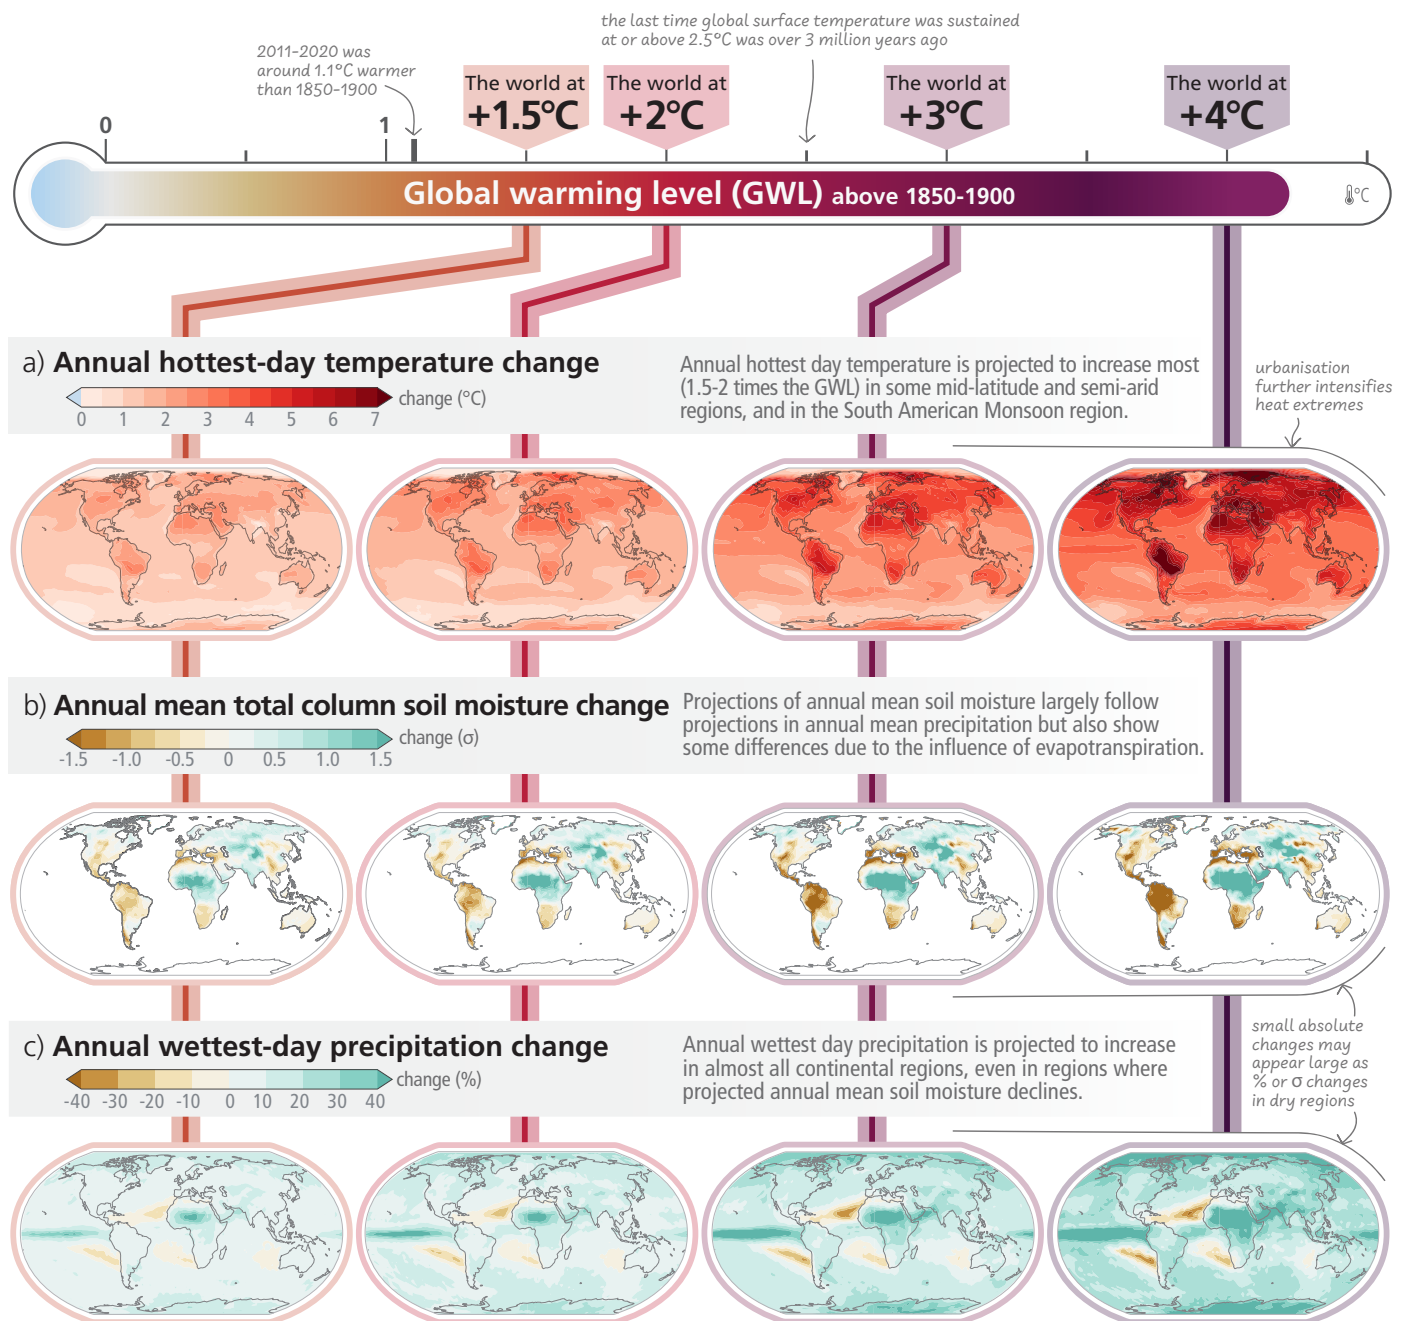 the last time global surface temperature was sustained
at or above 2.5°C was over 3 million years ago
2011-2020 was
around 1.1°C warmer
than 1850-1900
The world at
+1.5°C
The world at
+2°C
The world at
+3°C
The world at
+4°C
0
1
Global warming level (GWL) above 1850-1900
°C
a) Annual hottest-day temperature change
change (°C)
0 1 2 3 4 5 6 7
Annual hottest day temperature is projected to increase most
(1.5-2 times the GWL) in some mid-latitude and semi-arid
regions, and in the South American Monsoon region.
urbanisation
further intensifies
heat extremes
b) Annual mean total column soil moisture change
change (σ)
-1.5 -1.0 -0.5 0 0.5 1.0 1.5
Projections of annual mean soil moisture largely follow
projections in annual mean precipitation but also show
some differences due to the influence of evapotranspiration.
c) Annual wettest-day precipitation change
change (%)
-40 -30 -20 -10 0 10 20 30 40
Annual wettest day precipitation is projected to increase
in almost all continental regions, even in regions where
projected annual mean soil moisture declines.
small absolute
changes may
appear large as
% or σ changes
in dry regions